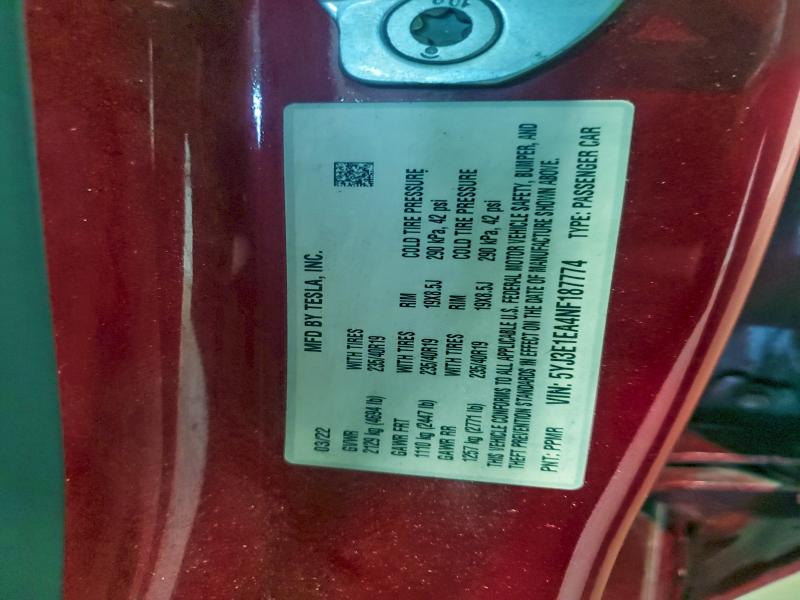 03/22 MFD BY TESLA, INC.
GVWR WITH TIRES RIM COLD TIRE PRESSURE
2129 kg (4694 lb) 235/40R19
GAWR FRT WITH TIRES RIM COLD TIRE PRESSURE
1110 kg (2447 lb) 235/40R19 19X8.5J 290 kPa, 42 psi
GAWR RR WITH TIRES RIM COLD TIRE PRESSURE
1257 kg (2771 lb) 235/40R19 19X8.5J 290 kPa, 42 psi
THIS VEHICLE CONFORMS TO ALL APPLICABLE U.S. FEDERAL MOTOR VEHICLE SAFETY, BUMPER, AND
THEFT PREVENTION STANDARDS IN EFFECT ON THE DATE OF MANUFACTURE SHOWN ABOVE.
PNT: PPMR VIN: 5YJ3E1EA4NF187774 TYPE: PASSENGER CAR